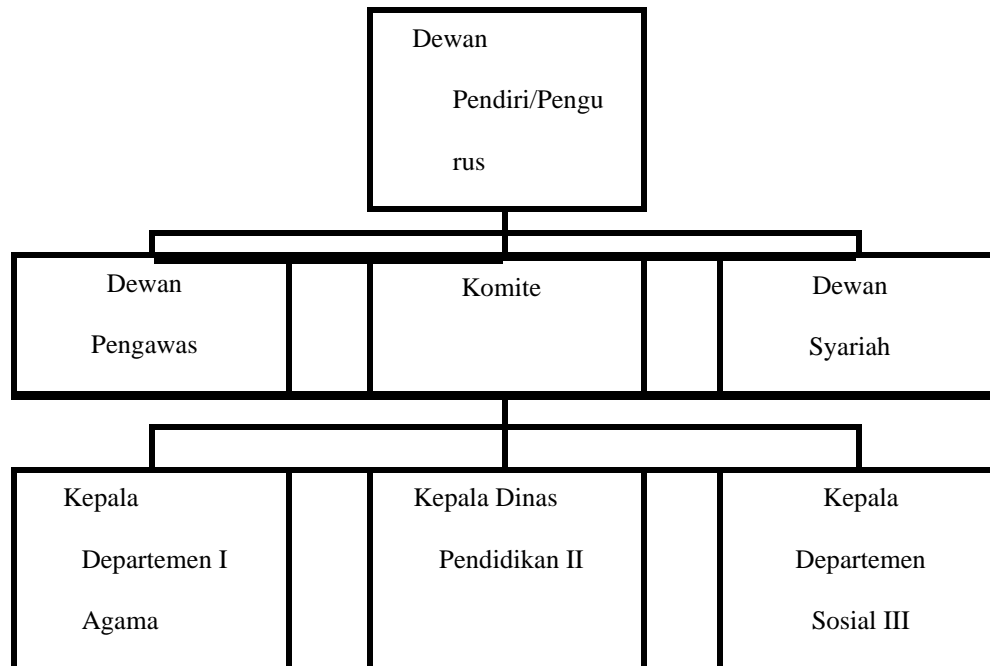 Dewan
Pendiri/Pengu
rus
Dewan
Pengawas
Komite
Dewan
Syariah
Kepala
Departemen I
Agama
Kepala Dinas
Pendidikan II
Kepala
Departemen
Sosial III